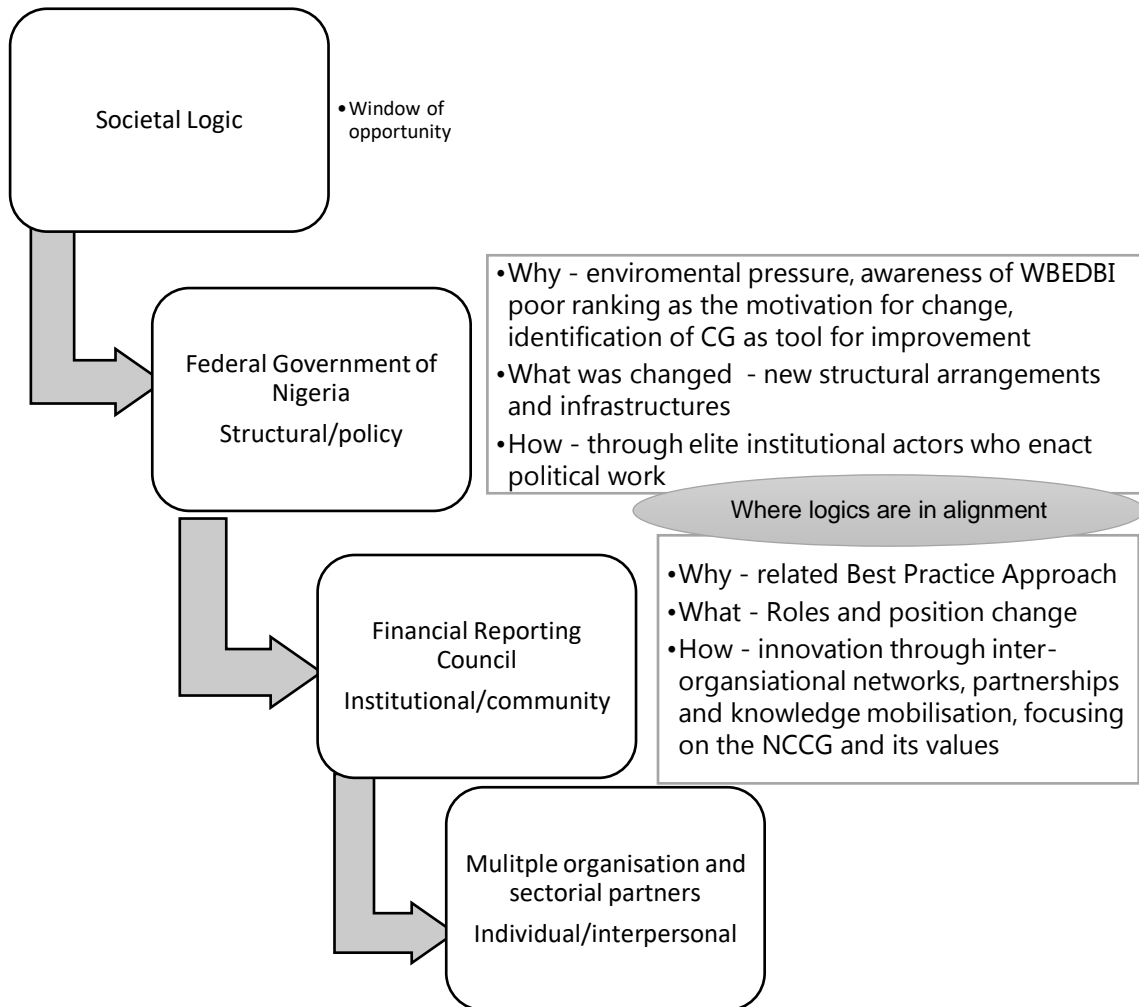 Societal Logic
•Window of
opportunity
Federal Government of
Nigeria
Structural/policy
•Why - enviromental pressure, awareness of WBEDBI
poor ranking as the motivation for change,
identification of CG as tool for improvement
•What was changed - new structural arrangements
and infrastructures
•How - through elite institutional actors who enact
political work
Where logics are in alignment
Financial Reporting
Council
Institutional/community
•Why - related Best Practice Approach
•What - Roles and position change
•How - innovation through inter-
organsiational networks, partnerships
and knowledge mobilisation, focusing
on the NCCG and its values
Mulitple organisation and
sectorial partners
Individual/interpersonal